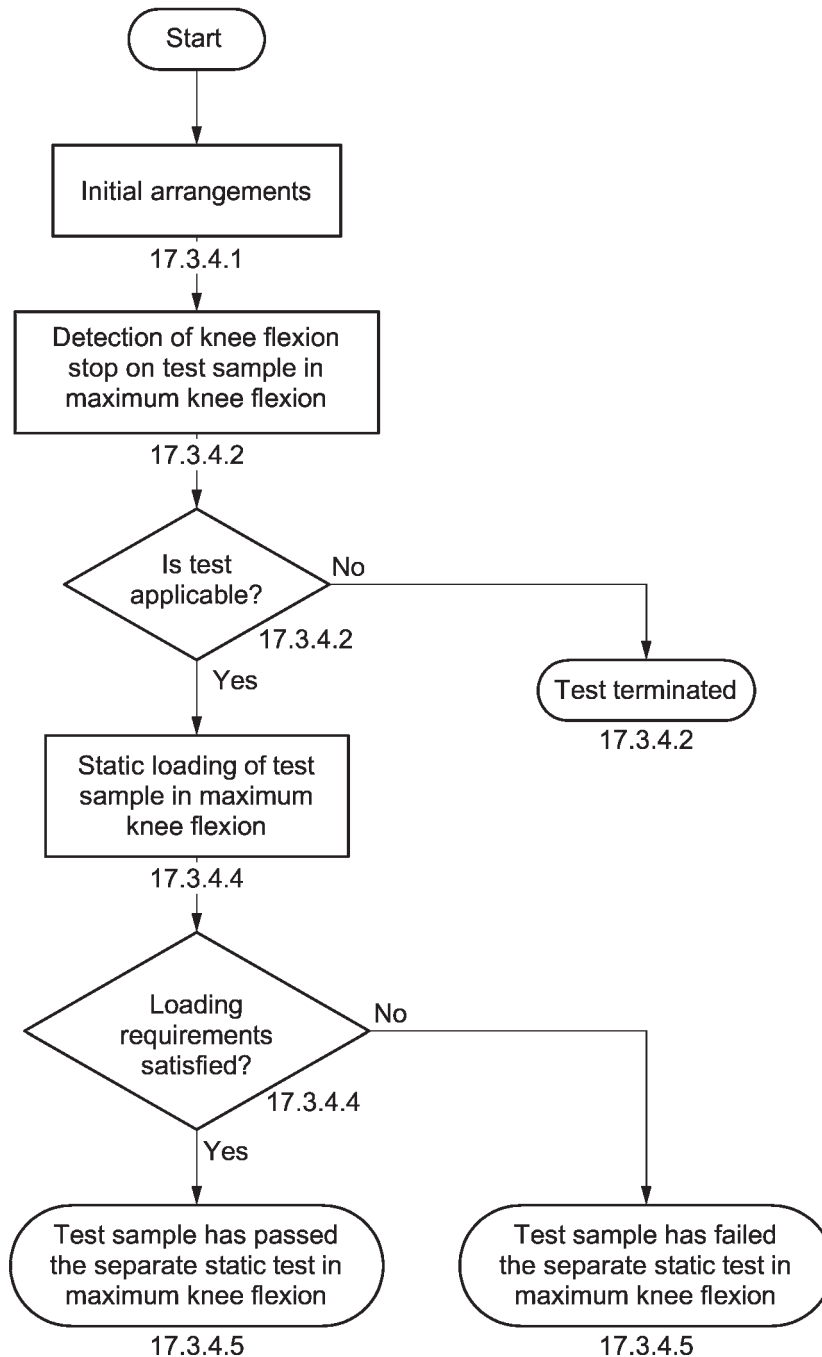 Start
Initial arrangements
17.3.4.1
Detection of knee flexion
stop on test sample in
maximum knee flexion
17.3.4.2
Is test
applicable?
No
17.3.4.2
Yes
Test terminated
17.3.4.2
Static loading of test
sample in maximum
knee flexion
17.3.4.4
Loading
requirements
satisfied?
No
17.3.4.4
Yes
Test sample has passed
the separate static test in
maximum knee flexion
17.3.4.5
Test sample has failed
the separate static test in
maximum knee flexion
17.3.4.5